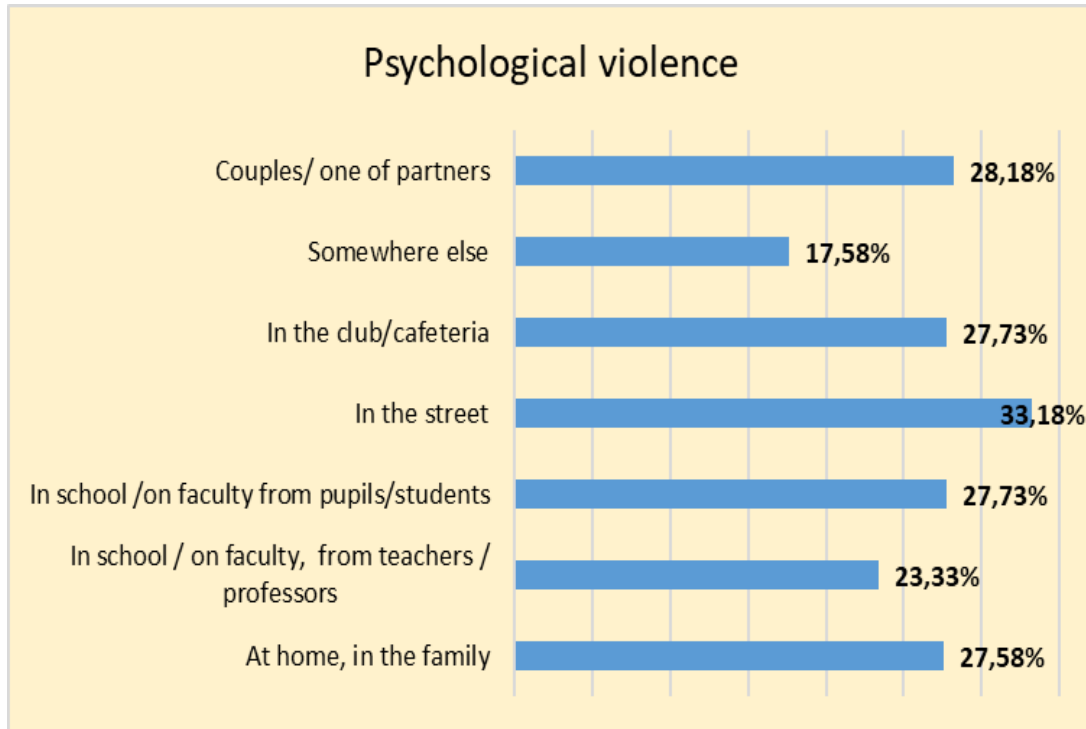 Psychological violence
Couples/ one of partners
28,18%
Somewhere else
17,58%
In the club/cafeteria
27,73%
In the street
33,18%
In school /on faculty from pupils/students
27,73%
In school / on faculty, from teachers /
professors
23,33%
At home, in the family
27,58%